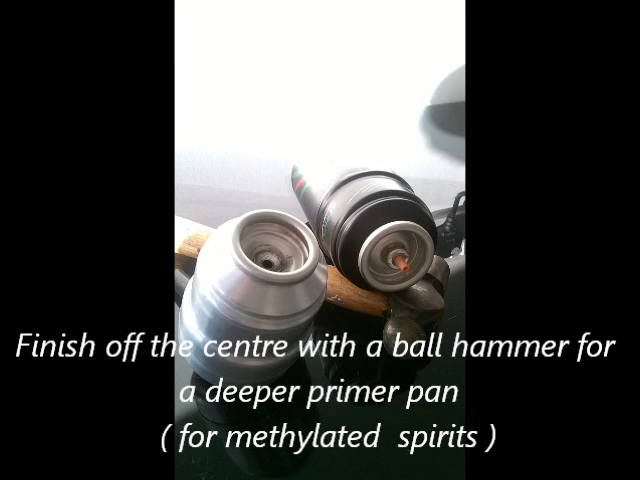 Finish off the centre with a ball hammer for
a deeper primer pan
( for methylated spirits )